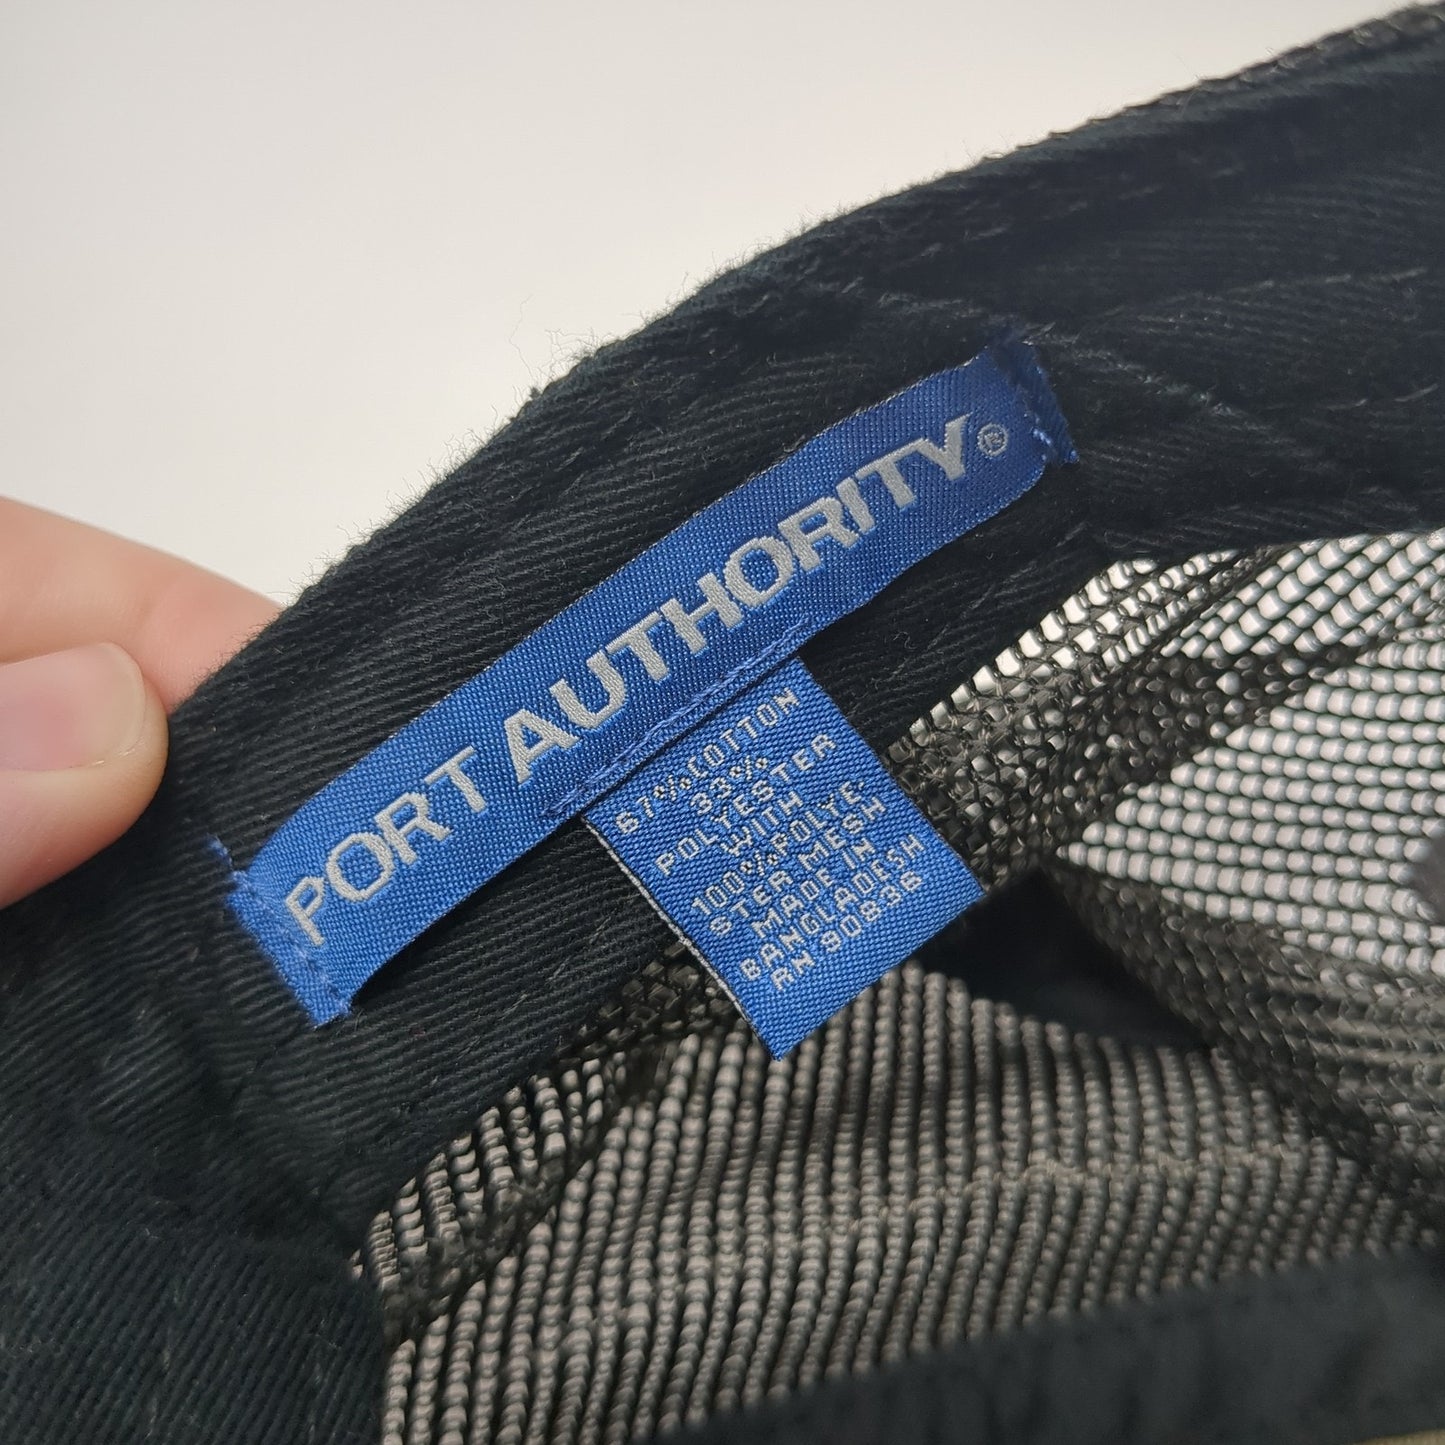 PORT AUTHORITY®
67%COTTON
33%
POLYESTER
WITH
100%POLYE-
STER MESH
MADE IN
BANGLADESH
RN 90836